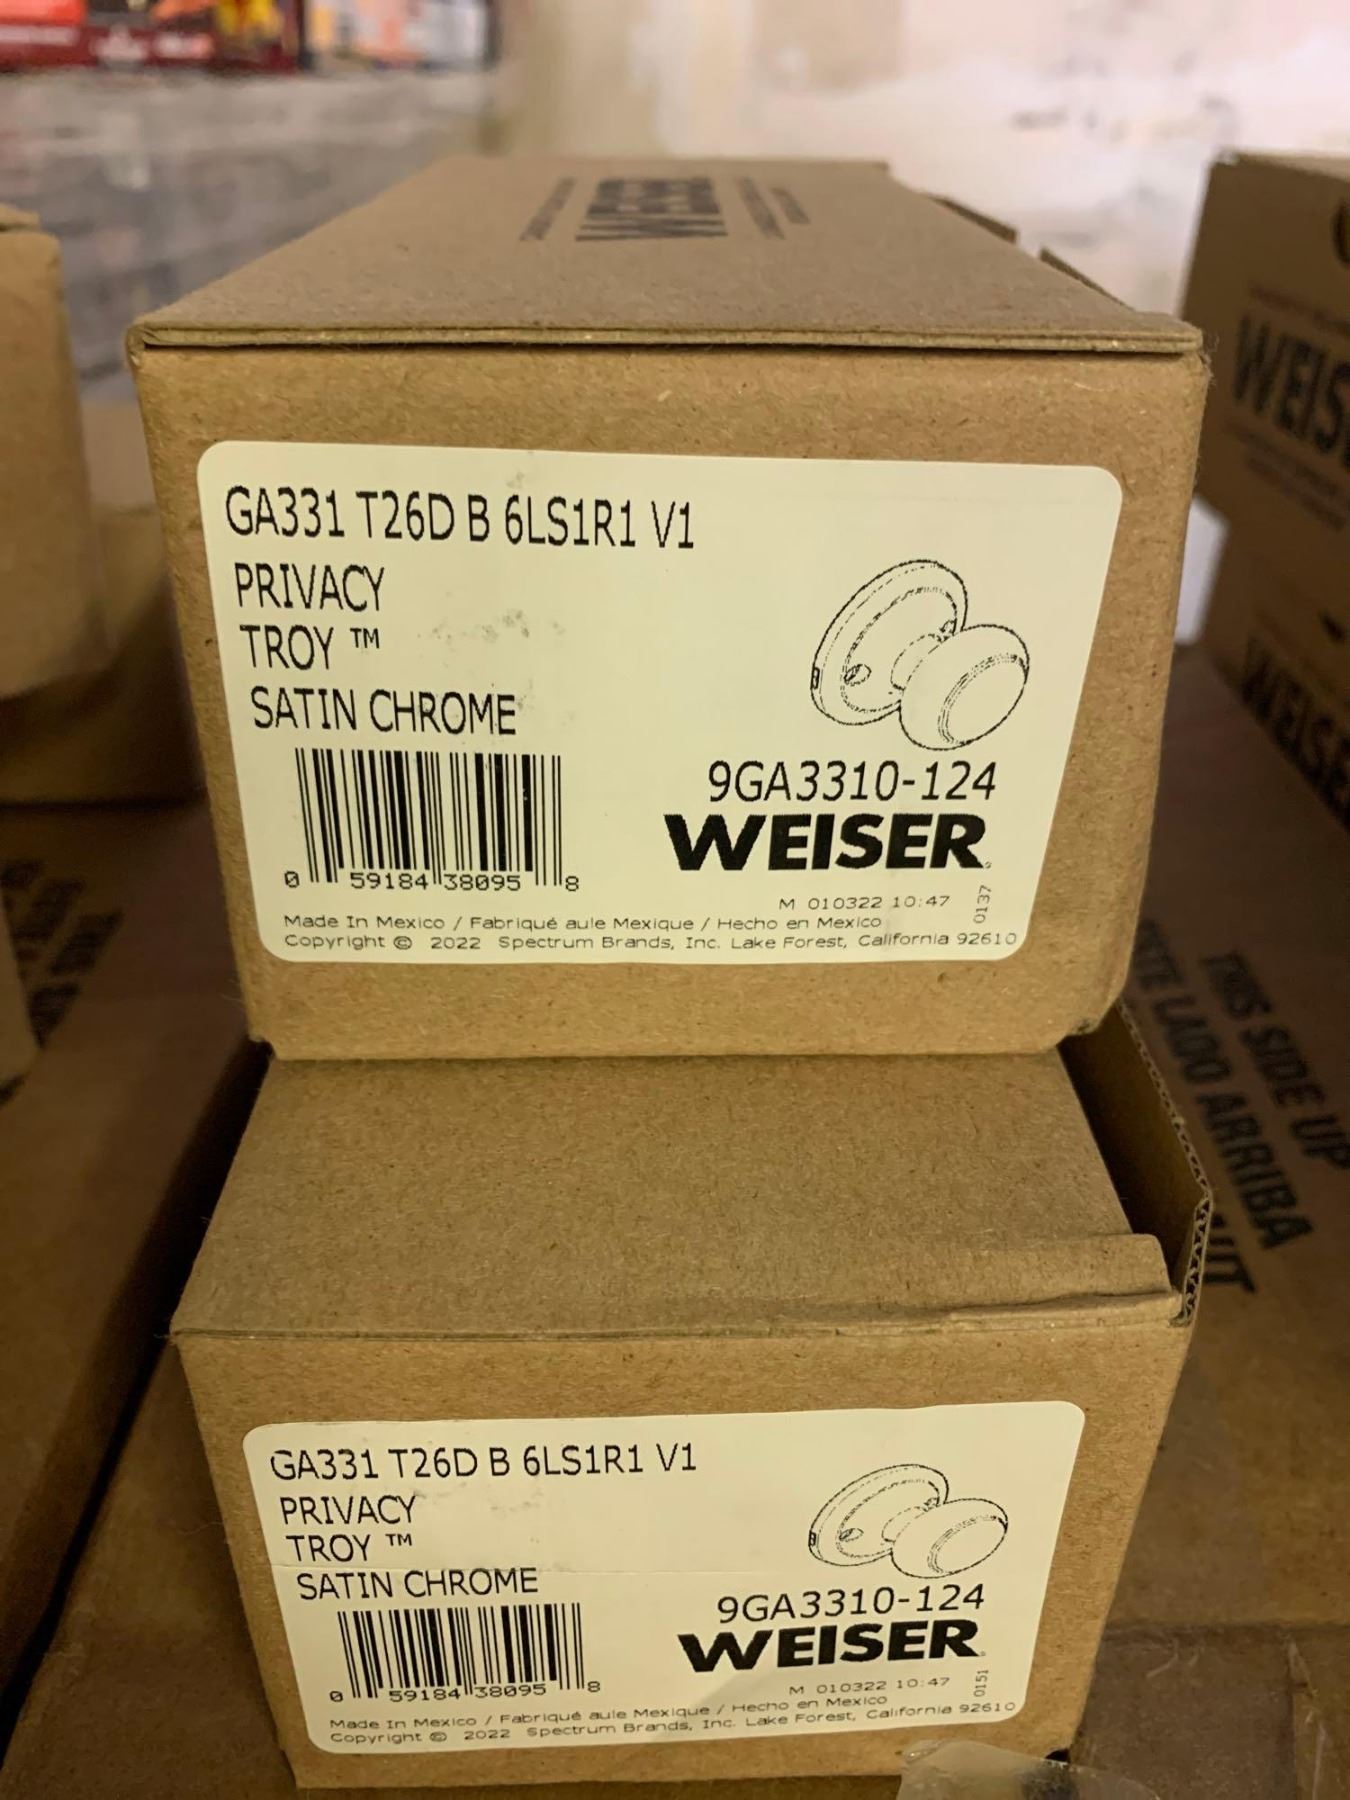 WEISER
GA331 T26D B 6LS1R1 V1
PRIVACY
TROY ™
SATIN CHROME
9GA3310-124
WEISER
0 59184 38095 8
M 010322 10:47
0137
Made In Mexico / Fabriqué aule Mexique / Hecho en Mexico
Copyright © 2022 Spectrum Brands, Inc. Lake Forest, California 92610
GA331 T26D B 6LS1R1 V1
PRIVACY
TROY ™
SATIN CHROME
9GA3310-124
WEISER
0 59184 38095 8
M 010322 10:47
0151
Made In Mexico / Fabriqué aule Mexique / Hecho en Mexico
Copyright © 2022 Spectrum Brands, Inc. Lake Forest, California 92610
WEIS
WEISE
THIS SIDE UP
TE LADO ARRIBA
AUT